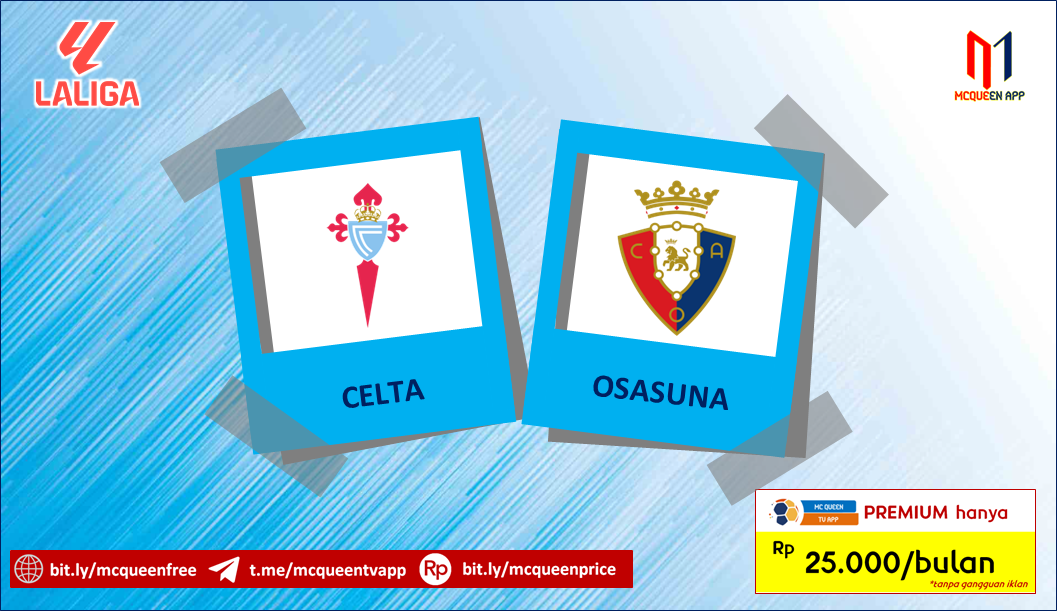 LALIGA
MCQUEEN APP
CELTA
C A
O
OSASUNA
MC QUEEN
TV APP
PREMIUM hanya
Rp 25.000/bulan
*tanpa gangguan iklan
bit.ly/mcqueenfree t.me/mcqueentvapp Rp bit.ly/mcqueenprice